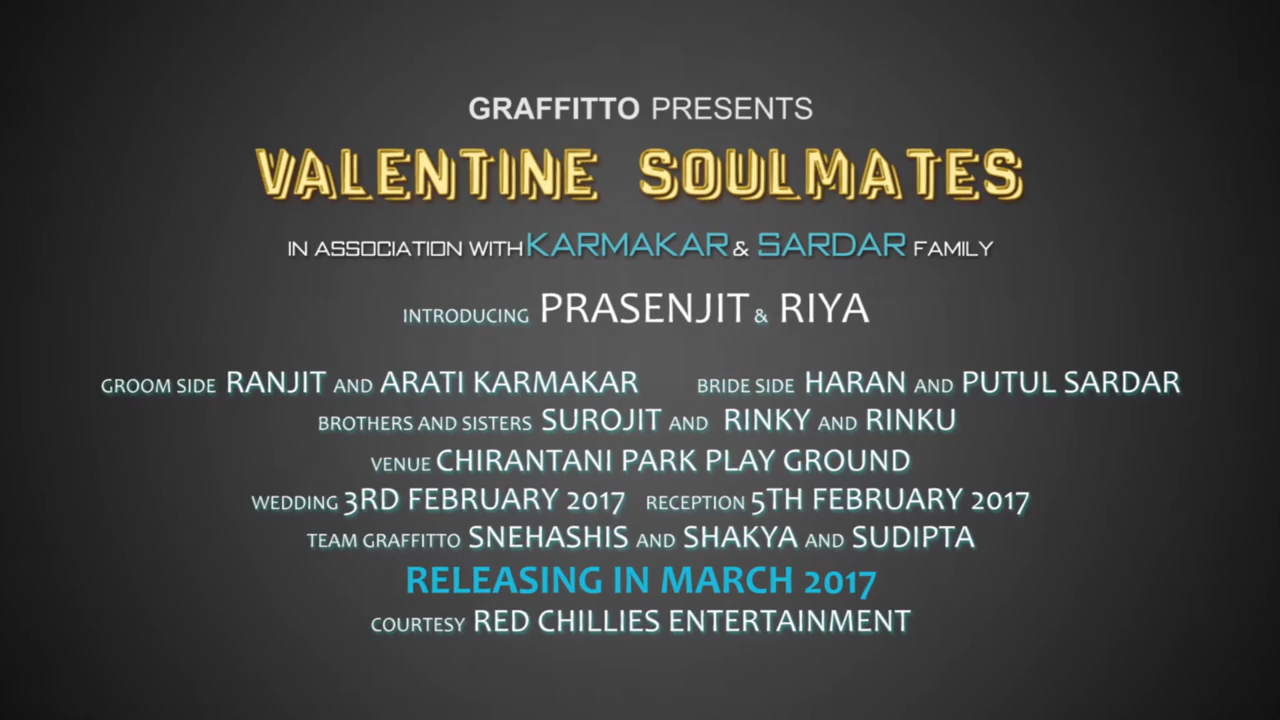 GRAFFITTO PRESENTS
VALENTINE SOULMATES
IN ASSOCIATION WITH KARMAKAR & SARDAR FAMILY
INTRODUCING PRASENJIT & RIYA
GROOM SIDE RANJIT AND ARATI KARMAKAR BRIDE SIDE HARAN AND PUTUL SARDAR
BROTHERS AND SISTERS SUROJIT AND RINKY AND RINKU
VENUE CHIRANTANI PARK PLAY GROUND
WEDDING 3RD FEBRUARY 2017 RECEPTION 5TH FEBRUARY 2017
TEAM GRAFFITTO SNEHASHIS AND SHAKYA AND SUDIPTA
RELEASING IN MARCH 2017
COURTESY RED CHILLIES ENTERTAINMENT